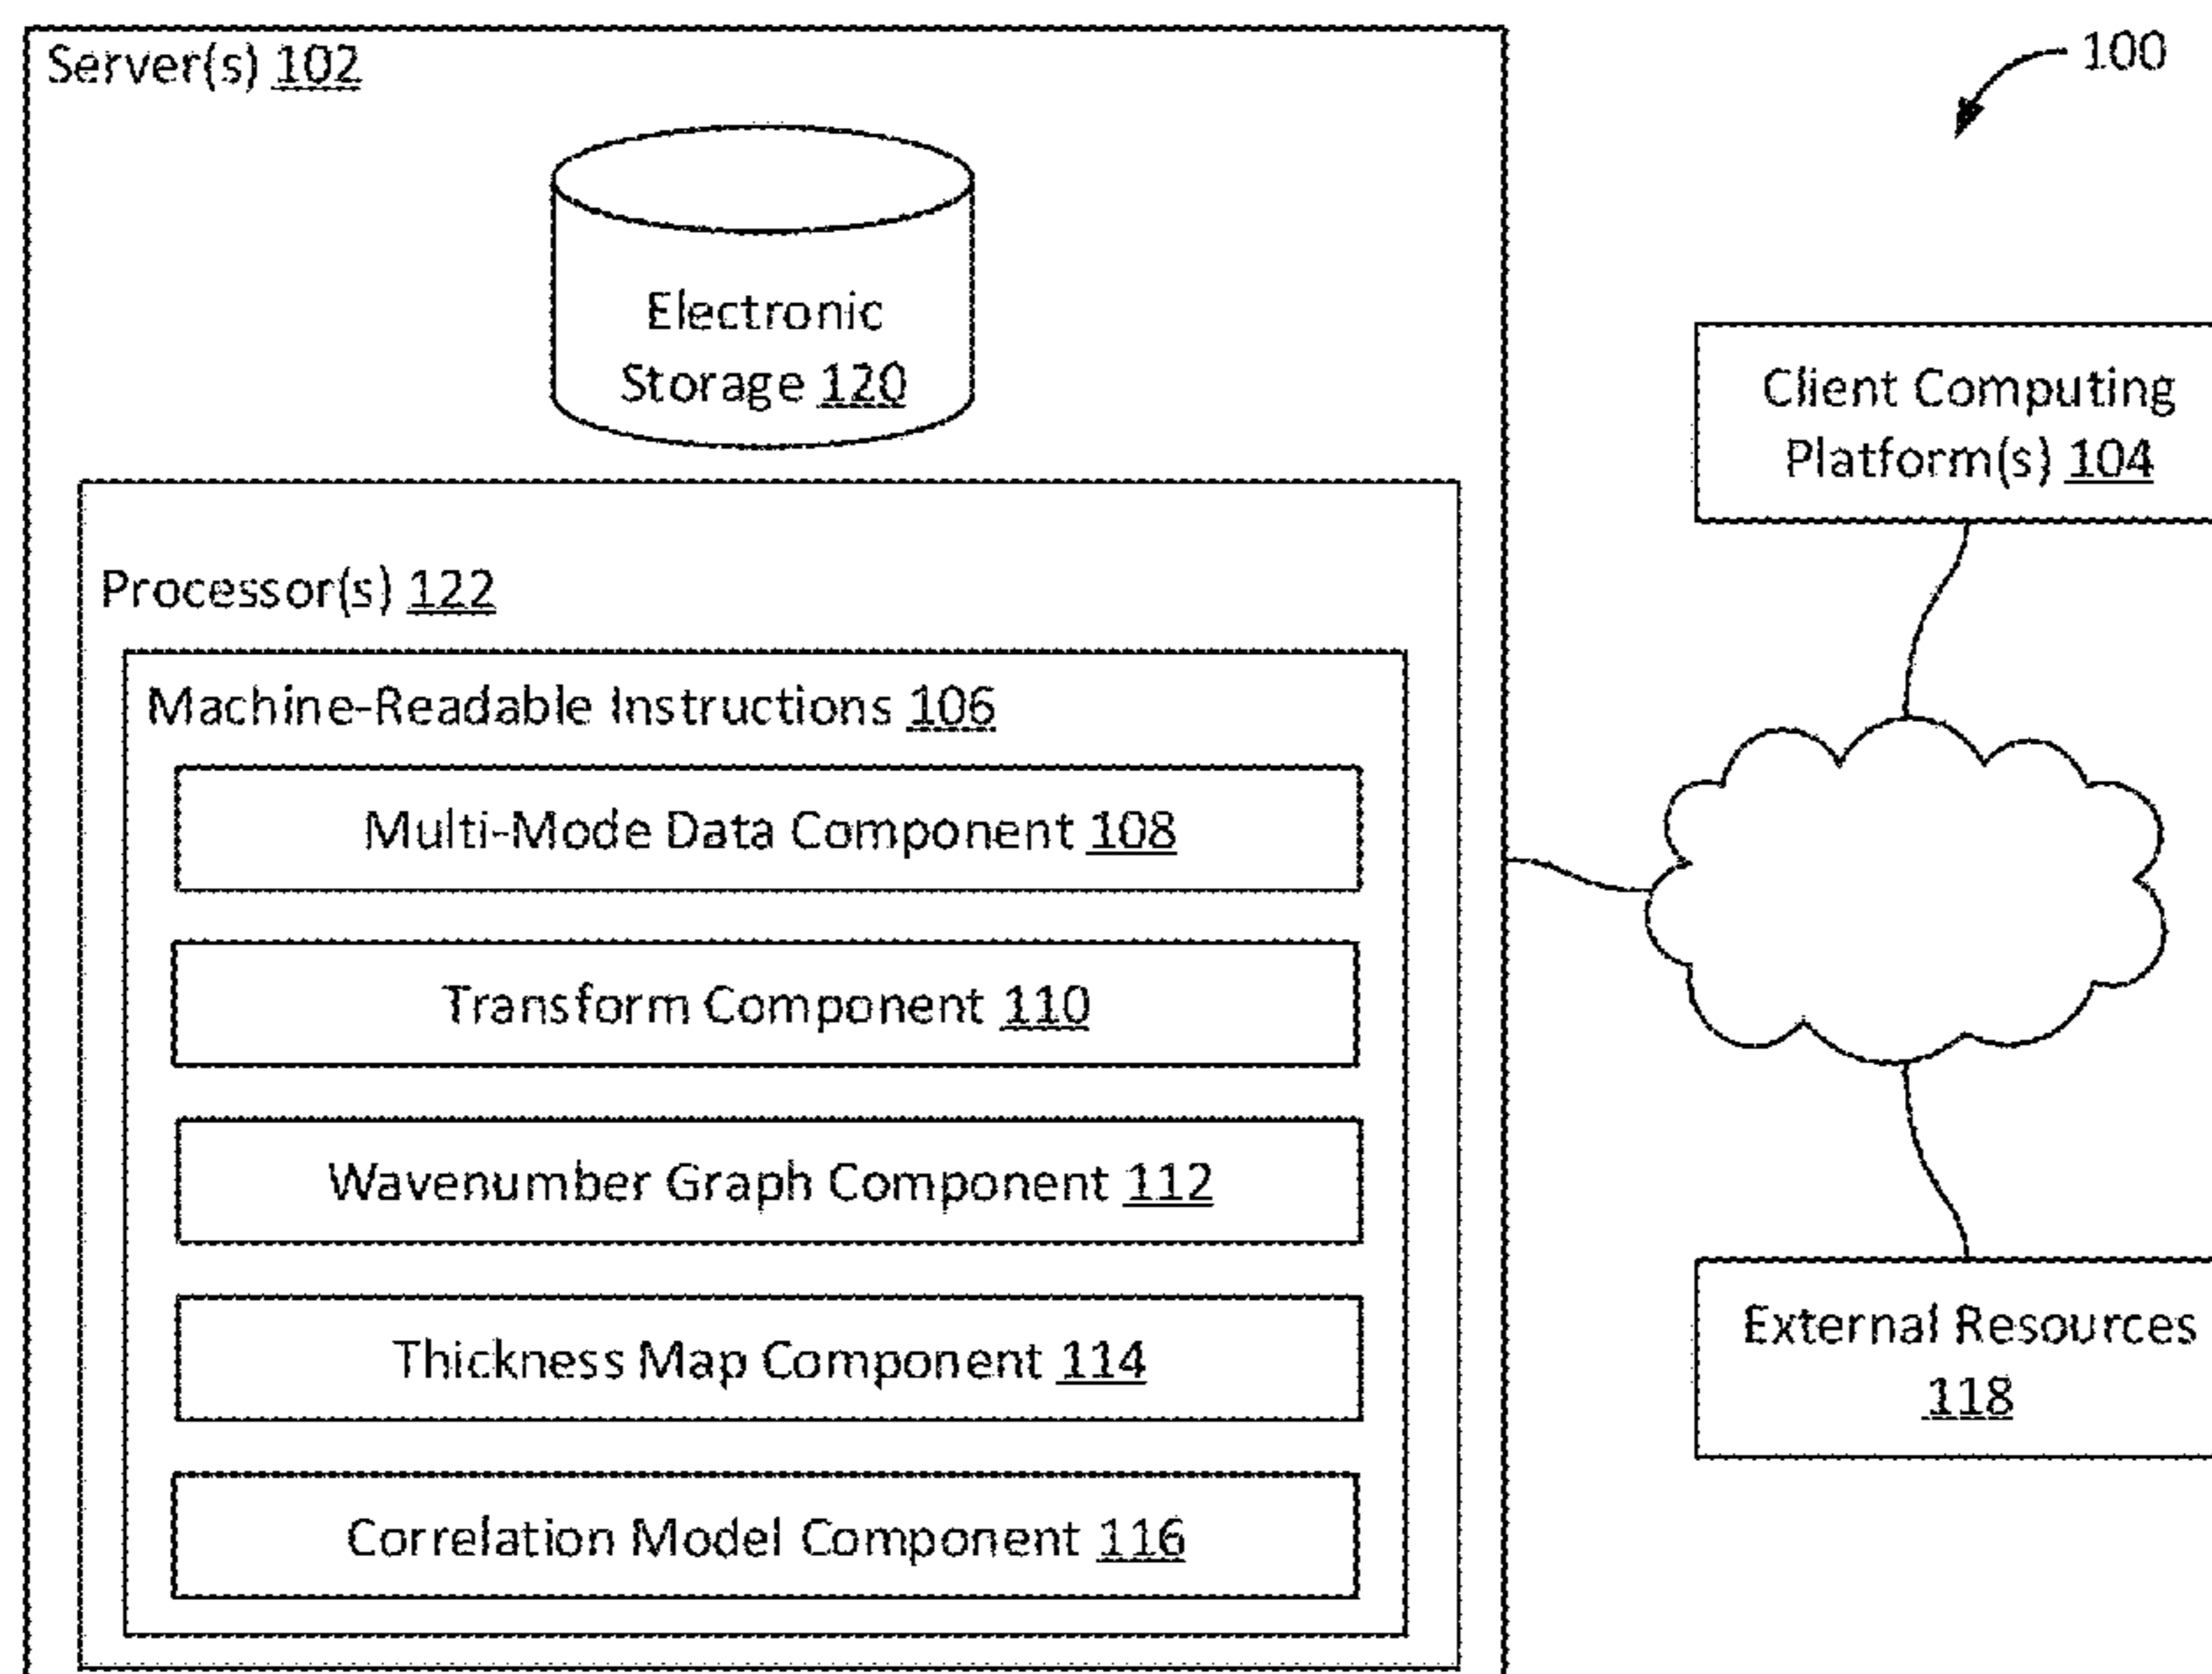 Server(s) 102
100
Electronic
Storage 120
Client Computing
Platform(s) 104
Processor(s) 122
Machine-Readable Instructions 106
Multi-Mode Data Component 108
Transform Component 110
Wavenumber Graph Component 112
Thickness Map Component 114
External Resources
118
Correlation Model Component 116